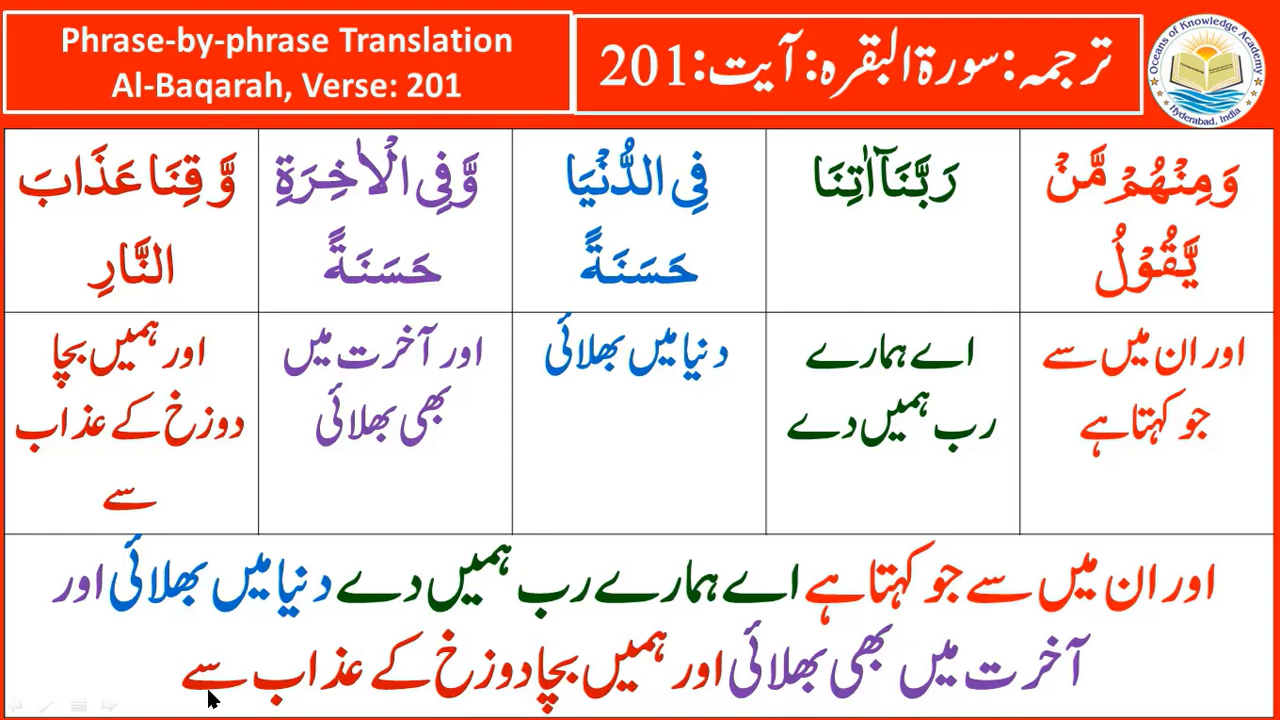 Phrase-by-phrase Translation
Al-Baqarah, Verse: 201
ترجمہ: سورۃ البقرہ: آیت: 201
Oceans of Knowledge Academy
Hyderabad, India
وَمِنْهُمْ مَّنْ
يَّقُوْلُ
رَبَّنَآ اٰتِنَا
فِي الدُّنْيَا
حَسَنَةً
وَّفِي الْاٰخِرَةِ
حَسَنَةً
وَّ قِنَا عَذَابَ
النَّارِ
اور ان میں سے
جو کہتا ہے
اے ہمارے
رب ہمیں دے
دنیا میں بھلائی
اور آخرت میں
بھی بھلائی
اور ہمیں بچا
دوزخ کے عذاب
سے
اور ان میں سے جو کہتا ہے اے ہمارے رب ہمیں دے دنیا میں بھلائی اور
آخرت میں بھی بھلائی اور ہمیں بچا دوزخ کے عذاب سے